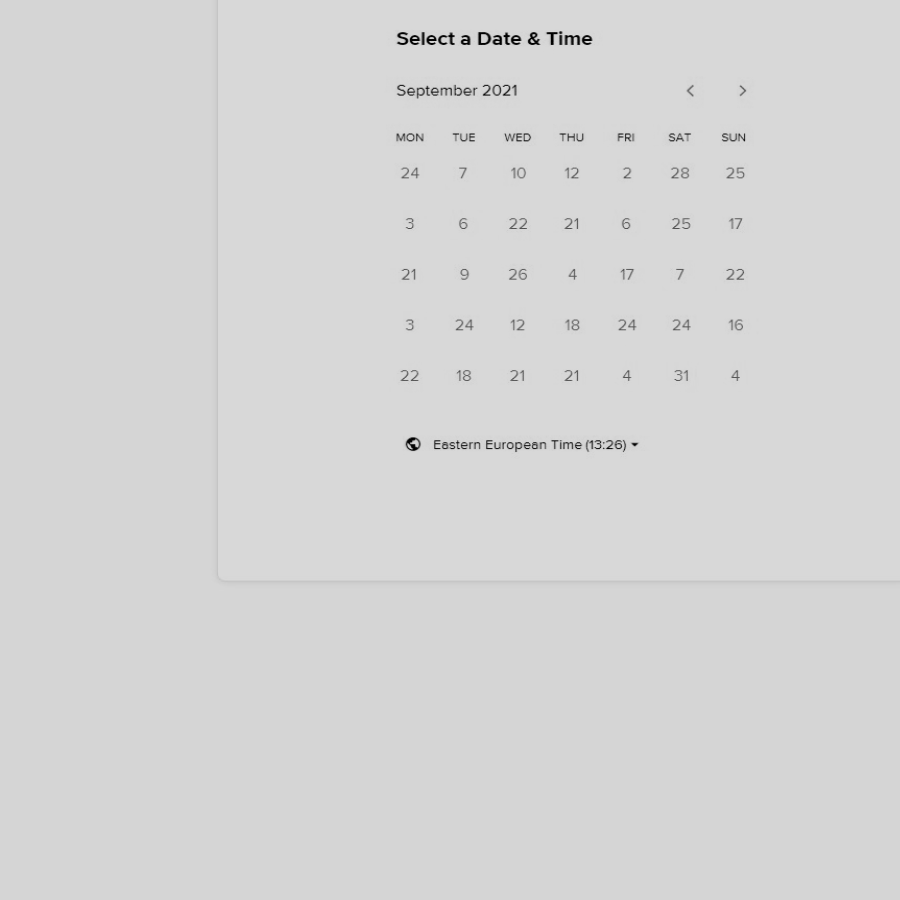 Select a Date & Time
September 2021
MON TUE WED THU FRI SAT SUN
24 7 10 12 2 28 25
3 6 22 21 6 25 17
21 9 26 4 17 7 22
3 24 12 18 24 24 16
22 18 21 21 4 31 4
Eastern European Time (13:26)